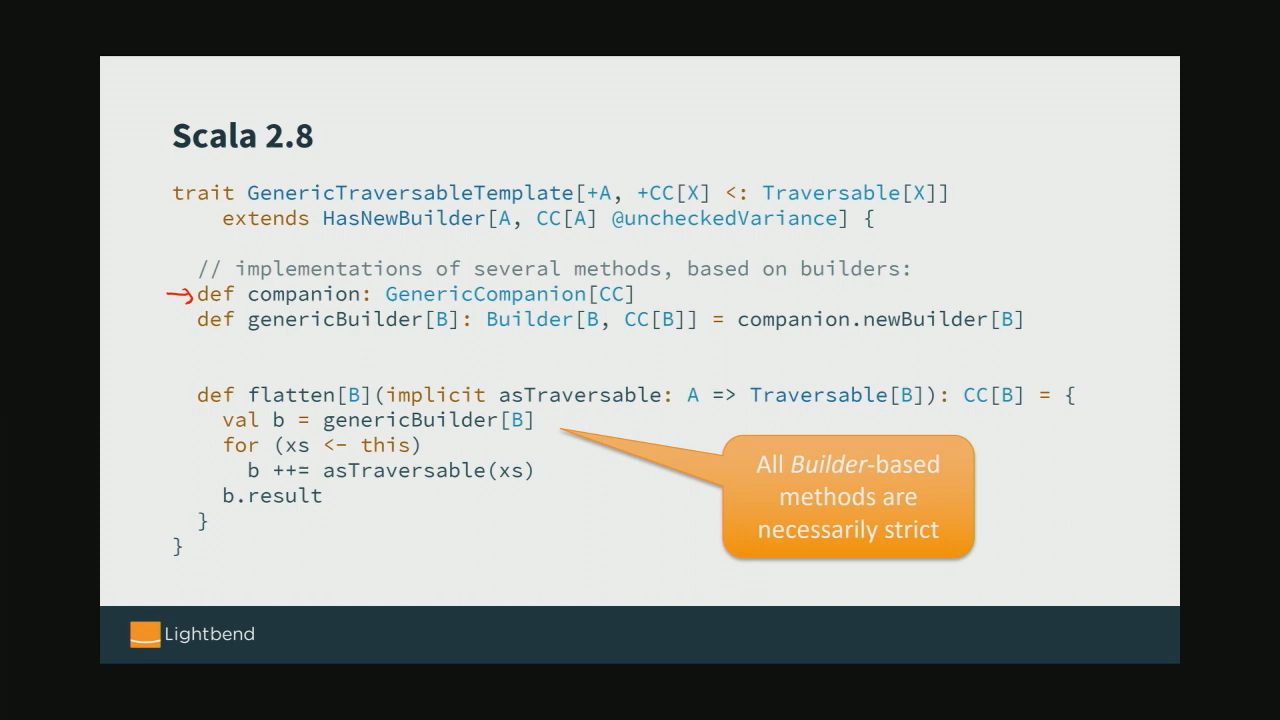 Scala 2.8
trait GenericTraversableTemplate[+A, +CC[X] <: Traversable[X]]
extends HasNewBuilder[A, CC[A] @uncheckedVariance] {
// implementations of several methods, based on builders:
def companion: GenericCompanion[CC]
def genericBuilder[B]: Builder[B, CC[B]] = companion.newBuilder[B]
def flatten[B](implicit asTraversable: A => Traversable[B]): CC[B] = {
val b = genericBuilder[B]
for (xs <- this)
b ++= asTraversable(xs)
b.result
}
}
All Builder-based
methods are
necessarily strict
Lightbend